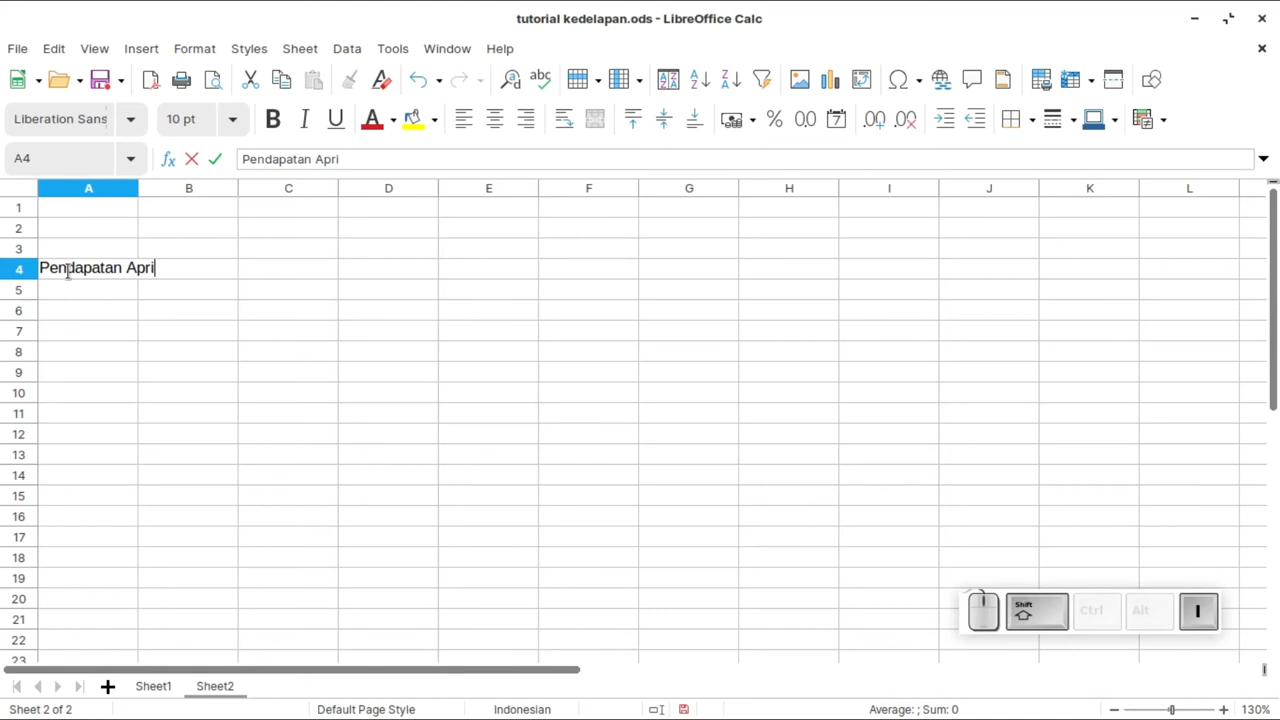 tutorial kedelapan.ods - LibreOffice Calc
File Edit View Insert Format Styles Sheet Data Tools Window Help
Liberation Sans 10 pt
A4 Pendapatan Apri
A B C D E F G H I J K L
1
2
3
4 Pendapatan Apri
5
6
7
8
9
10
11
12
13
14
15
16
17
18
19
20
21
22
23
Shift Ctrl Alt I
Sheet1 Sheet2
Sheet 2 of 2 Default Page Style Indonesian Average: ; Sum: 0 130%